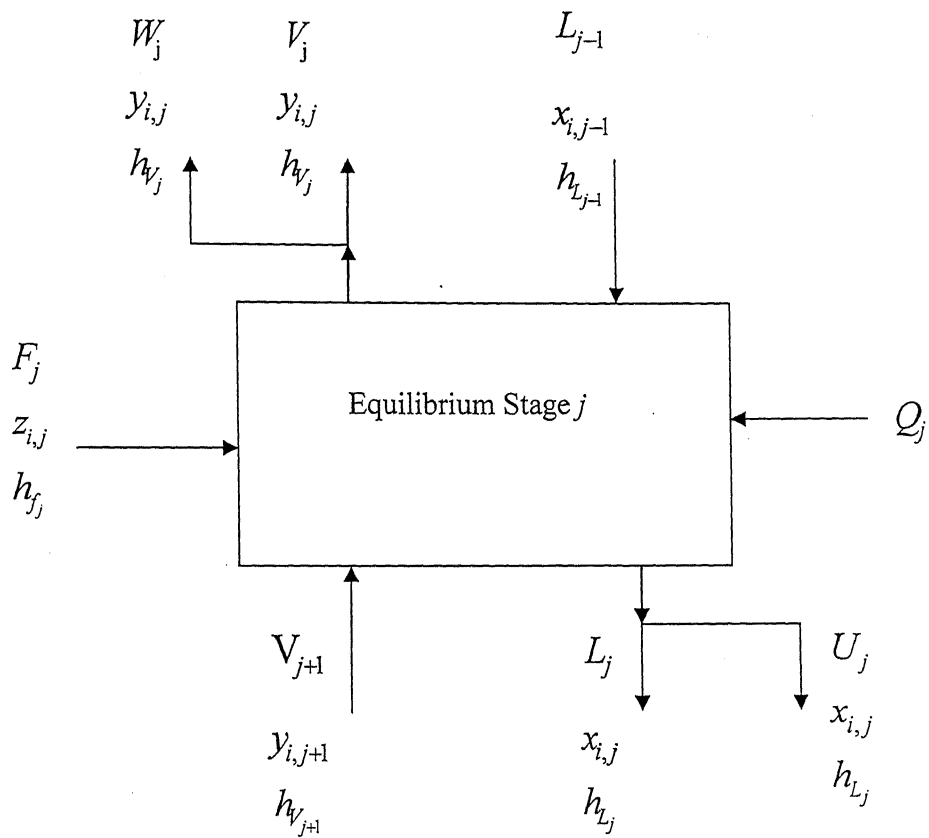 W_j
y_{i,j}
h_{V_j}
V_j
y_{i,j}
h_{V_j}
L_{j-1}
x_{i,j-1}
h_{L_{j-1}}
F_j
z_{i,j}
h_{f_j}
Equilibrium Stage j
Q_j
V_{j+1}
y_{i,j+1}
h_{V_{j+1}}
L_j
x_{i,j}
h_{L_j}
U_j
x_{i,j}
h_{L_j}